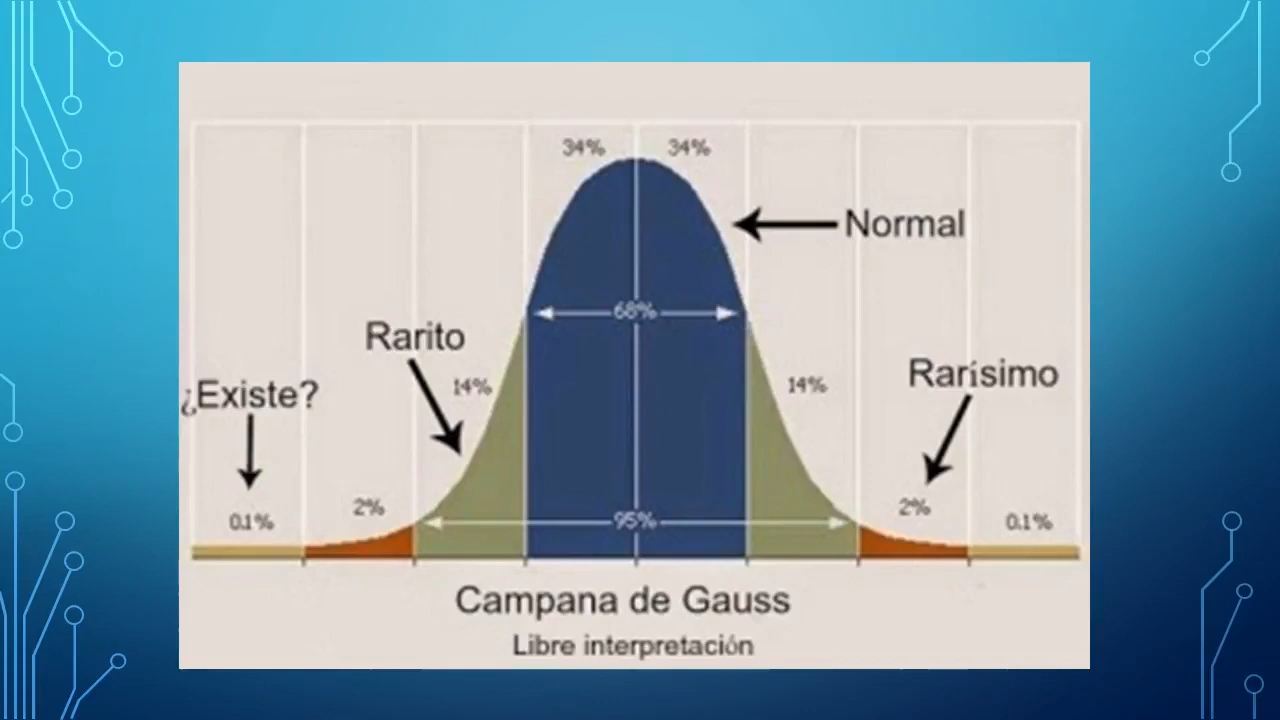 34% 34%
Normal
68%
Rarito
14% 14%
Rarísimo
¿Existe?
2% 2%
0.1% 95% 0.1%
Campana de Gauss
Libre interpretación